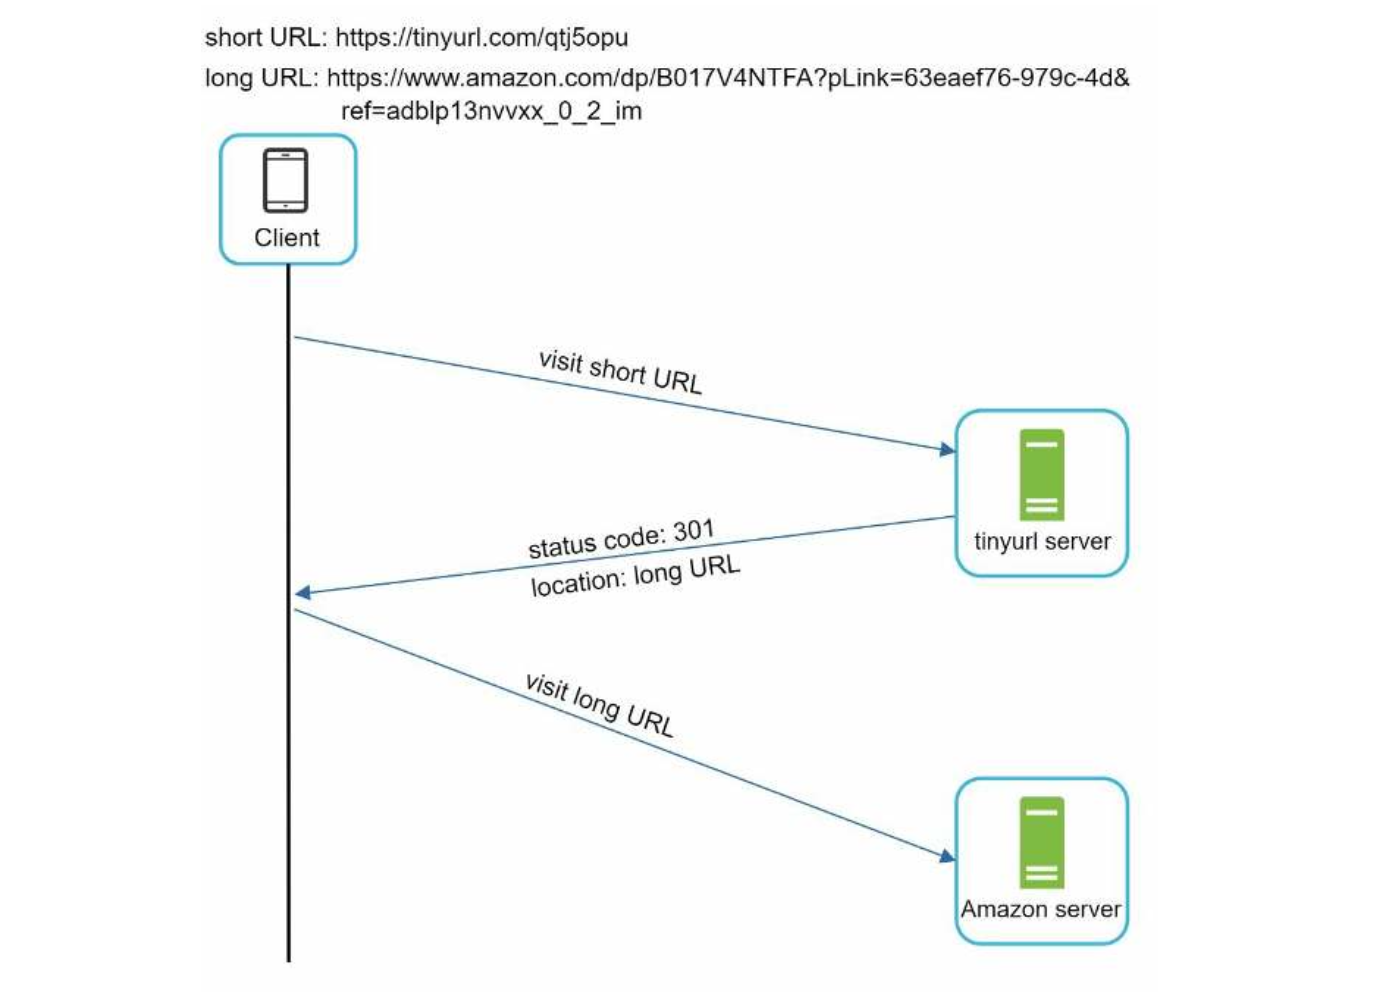 short URL: https://tinyurl.com/qtj5opu
long URL: https://www.amazon.com/dp/B017V4NTFA?pLink=63eaef76-979c-4d&
ref=adblp13nvvxx_0_2_im
Client
visit short URL
tinyurl server
status code: 301
location: long URL
visit long URL
Amazon server